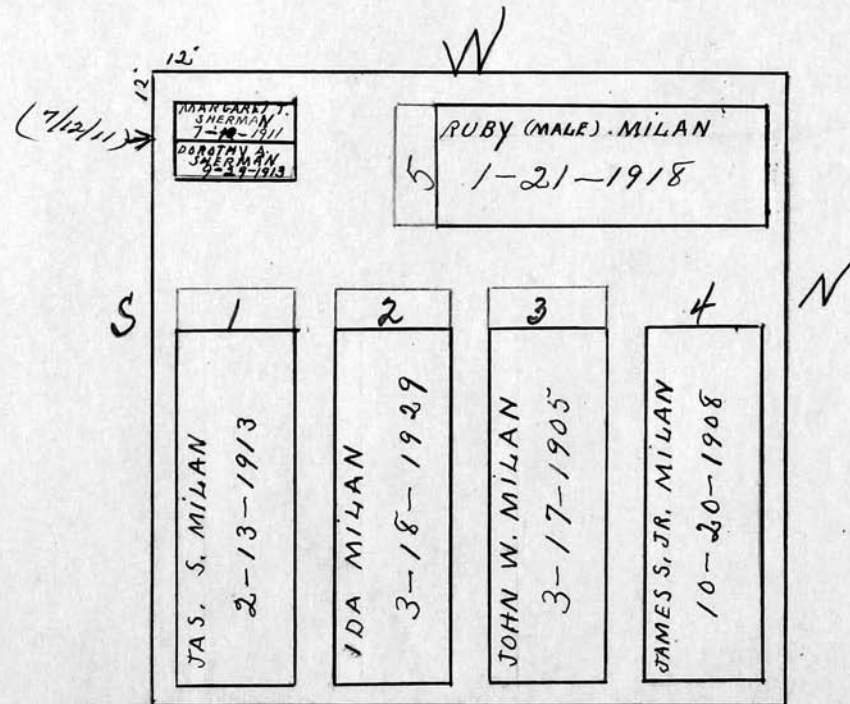 W
12'
12'
(7/12/11)
MARGARET T.
SHERMAN
7-12-1911
DOROTHY A.
SHERMAN
9-29-1913
5
RUBY (MALE). MILAN
1-21-1918
S
N
1
2
3
4
JAS. S. MILAN
2-13-1913
IDA MILAN
3-18-1929
JOHN W. MILAN
3-17-1905
JAMES S, JR. MILAN
10-20-1908